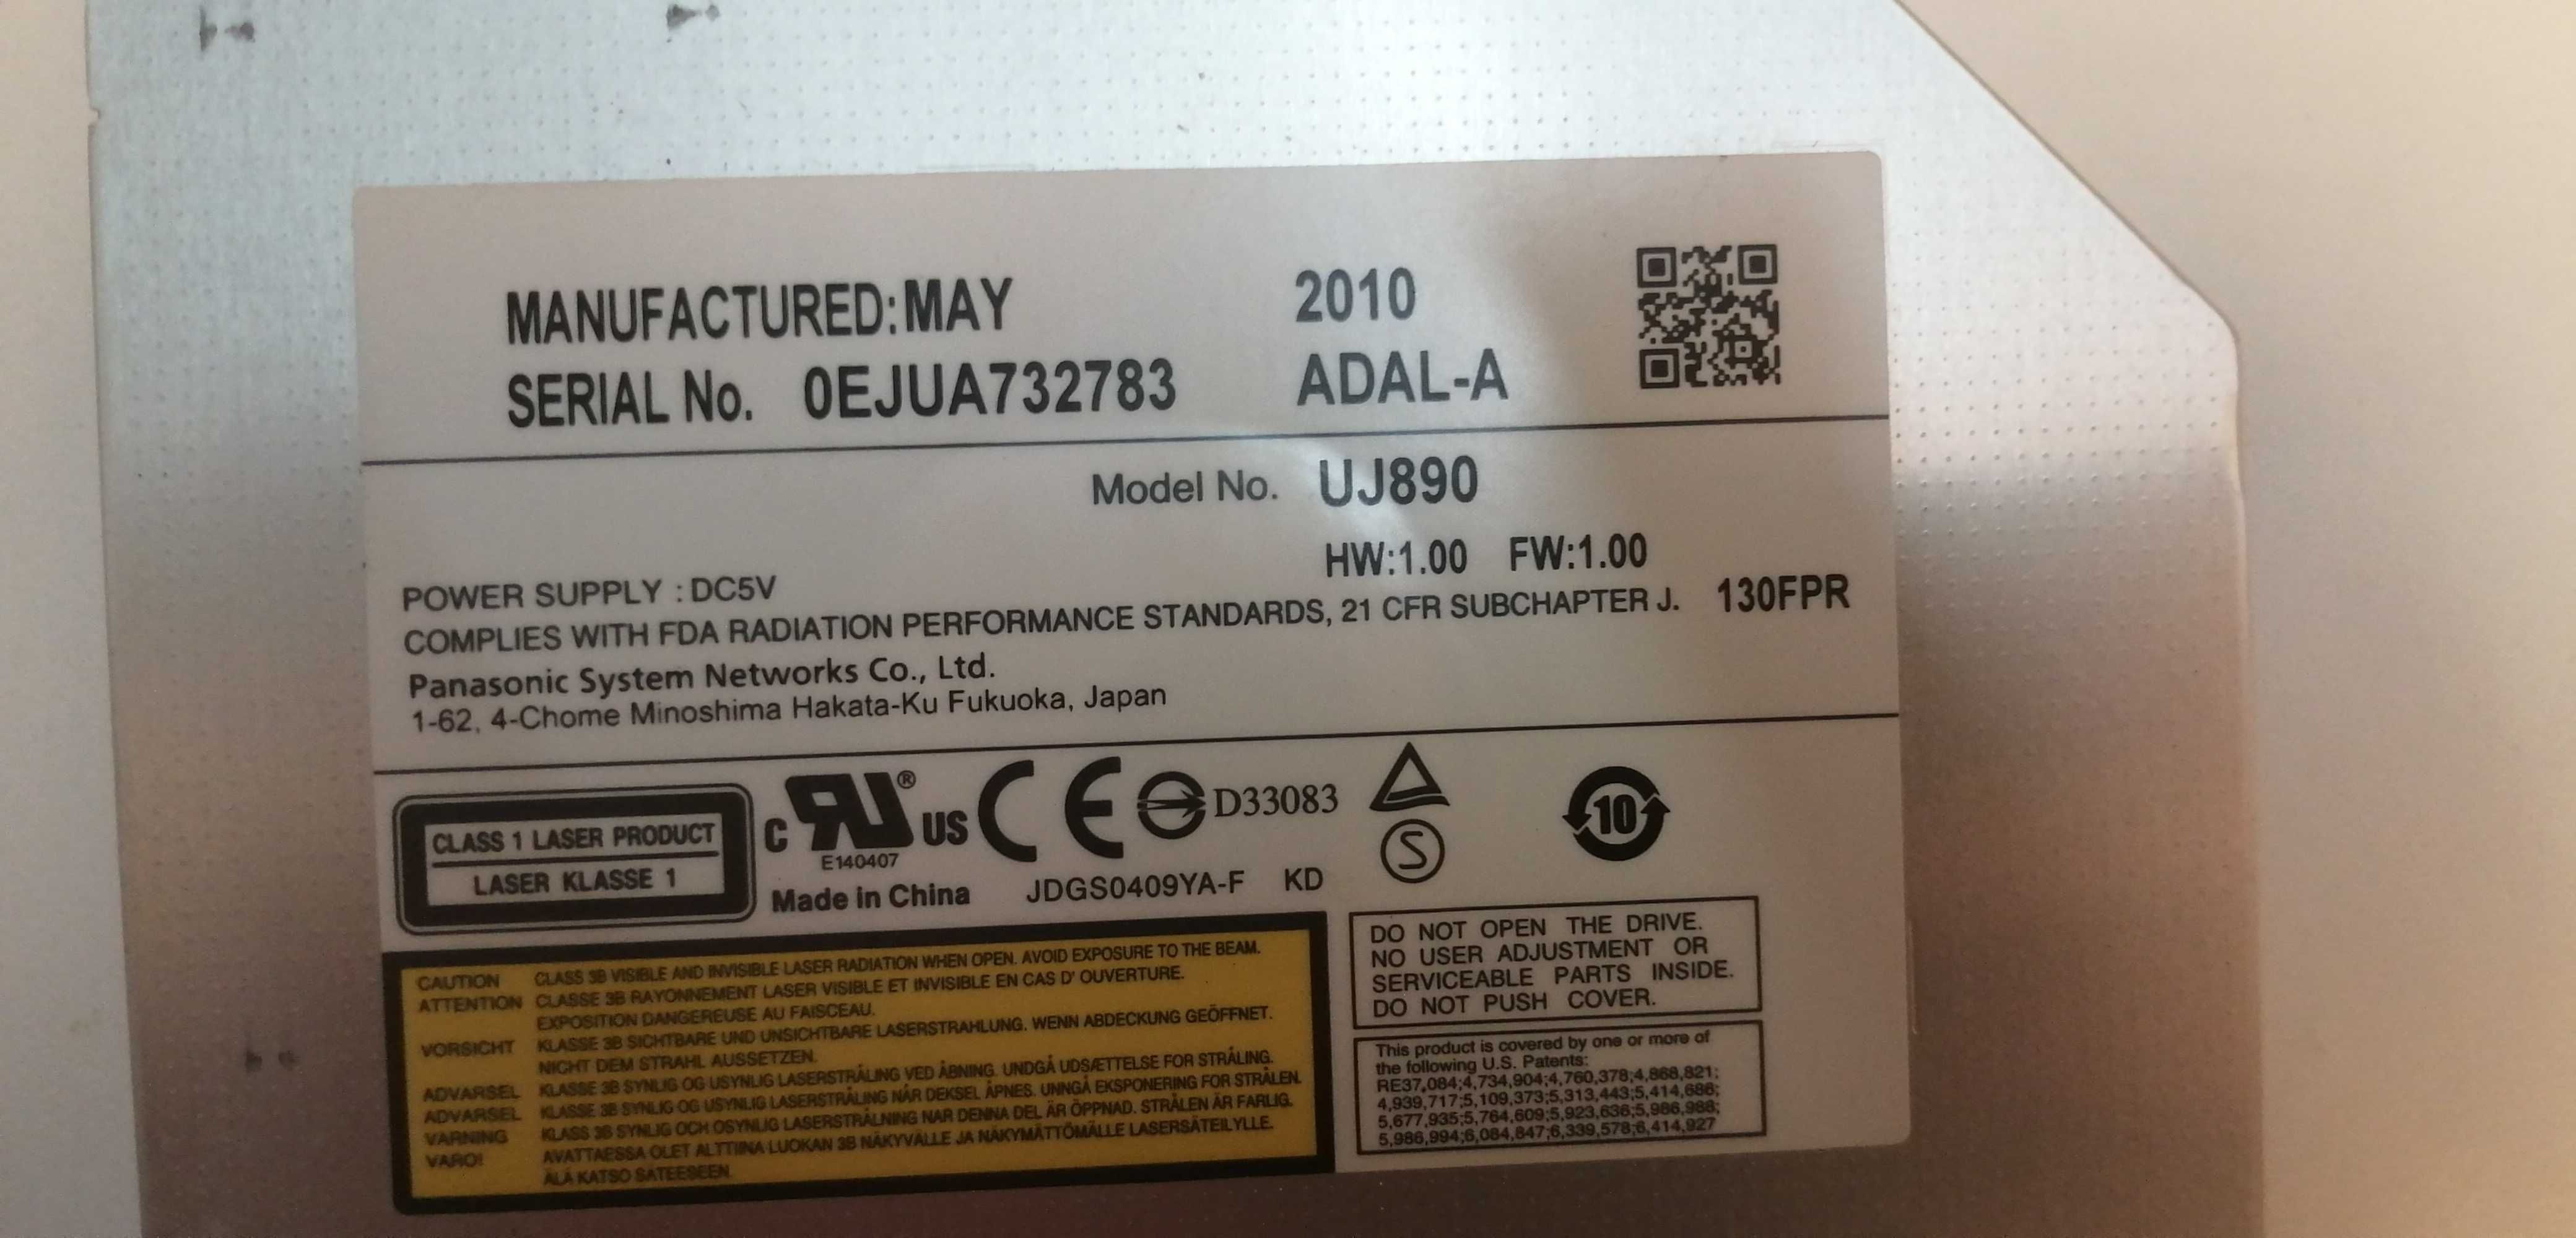 MANUFACTURED:MAY 2010
SERIAL No. 0EJUA732783 ADAL-A
Model No. UJ890
HW:1.00 FW:1.00
POWER SUPPLY : DC5V
COMPLIES WITH FDA RADIATION PERFORMANCE STANDARDS, 21 CFR SUBCHAPTER J. 130FPR
Panasonic System Networks Co., Ltd.
1-62, 4-Chome Minoshima Hakata-Ku Fukuoka, Japan
CLASS 1 LASER PRODUCT
LASER KLASSE 1
C RU® US CE D33083 S 10
E140407
Made in China JDGS0409YA-F KD
CAUTION CLASS 3B VISIBLE AND INVISIBLE LASER RADIATION WHEN OPEN. AVOID EXPOSURE TO THE BEAM.
ATTENTION CLASSE 3B RAYONNEMENT LASER VISIBLE ET INVISIBLE EN CAS D' OUVERTURE.
EXPOSITION DANGEREUSE AU FAISCEAU.
VORSICHT KLASSE 3B SICHTBARE UND UNSICHTBARE LASERSTRAHLUNG. WENN ABDECKUNG GEÖFFNET.
NICHT DEM STRAHL AUSSETZEN.
ADVARSEL KLASSE 3B SYNLIG OG USYNLIG LASERSTRÅLING VED ÅBNING. UNDGÅ UDSÆTTELSE FOR STRÅLING.
ADVARSEL KLASSE 3B SYNLIG OG USYNLIG LASERSTRÅLING NÅR DEKSEL ÅPNES. UNNGÅ EKSPONERING FOR STRÅLEN.
VARNING KLASS 3B SYNLIG OCH OSYNLIG LASERSTRÅLNING NÄR DENNA DEL ÄR ÖPPNAD. STRÅLEN ÄR FARLIG.
VARO! AVATTAESSA OLET ALTTIINA LUOKAN 3B NÄKYVÄLLE JA NÄKYMÄTTÖMÄLLE LASERSÄTEILYLLE.
ÄLÄ KATSO SÄTEESEEN
DO NOT OPEN THE DRIVE.
NO USER ADJUSTMENT OR
SERVICEABLE PARTS INSIDE.
DO NOT PUSH COVER.
This product is covered by one or more of
the following U.S. Patents:
RE37,084;4,734,904;4,760,378;4,868,821;
4,939,717;5,109,373;5,313,443;5,414,686;
5,677,935;5,764,609;5,923,636;5,986,988;
5,986,994;6,084,847;6,339,578;6,414,927